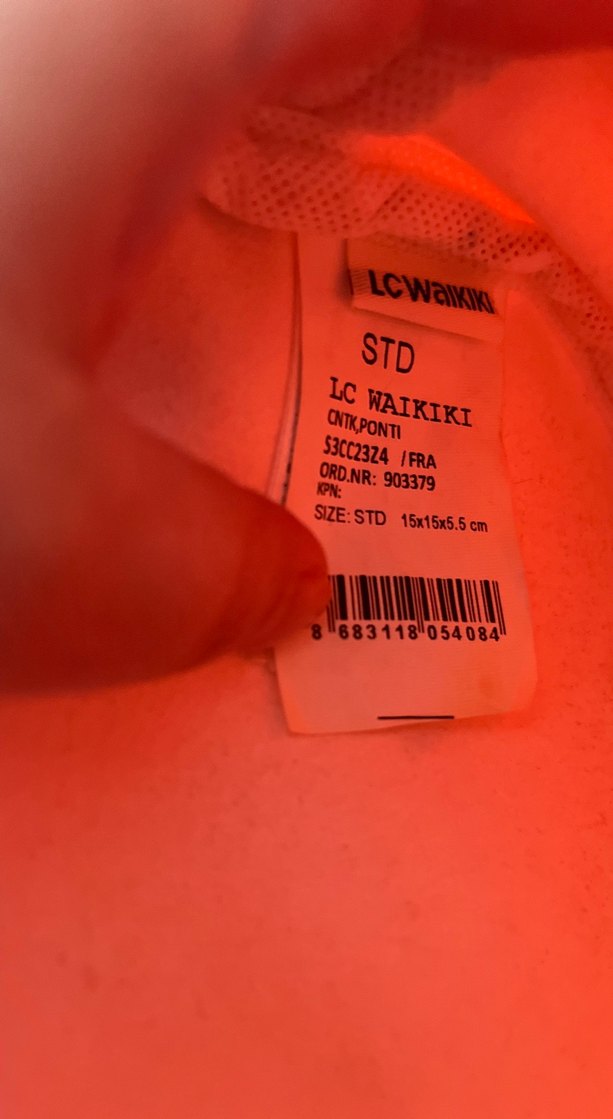 LCWAIKIKI
STD
LC WAIKIKI
CNTK,PONTI
S3CC23Z4 /FRA
ORD.NR: 903379
KPN:
SIZE: STD 15x15x5.5 cm
8 683118 054084